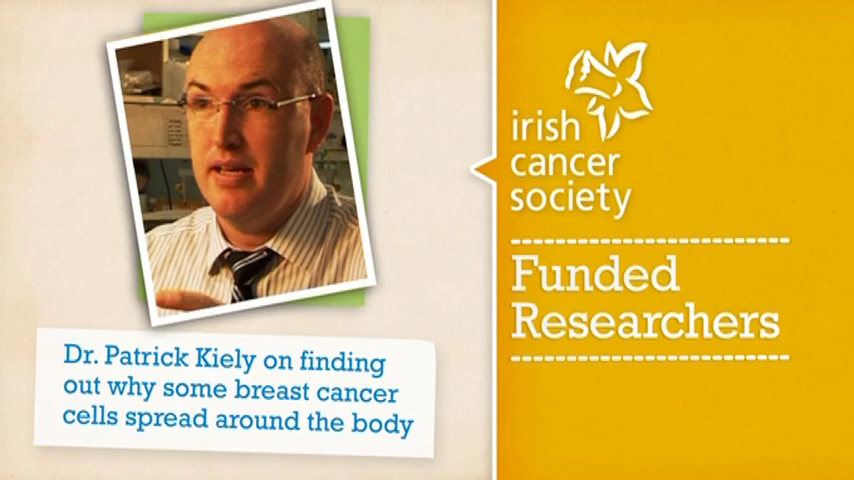 irish
cancer
society
Funded
Researchers
Dr. Patrick Kiely on finding
out why some breast cancer
cells spread around the body